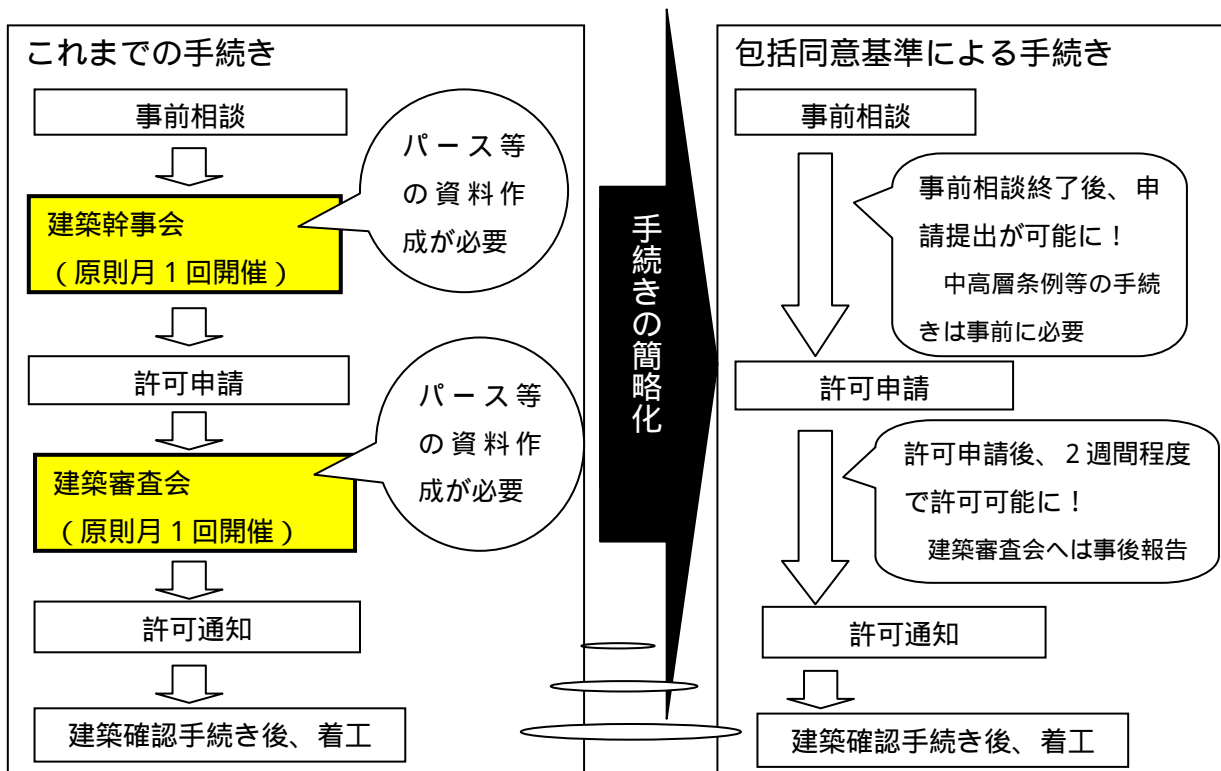 これまでの手続き
事前相談
パース等
の資料作
成が必要
建築幹事会
（原則月1回開催）
許可申請
パース等
の資料作
成が必要
建築審査会
（原則月1回開催）
許可通知
建築確認手続き後、着工
手続きの簡略化
包括同意基準による手続き
事前相談
事前相談終了後、申
請提出が可能に！
中高層条例等の手続
きは事前に必要
許可申請
許可申請後、2週間程度
で許可可能に！
建築審査会へは事後報告
許可通知
建築確認手続き後、着工